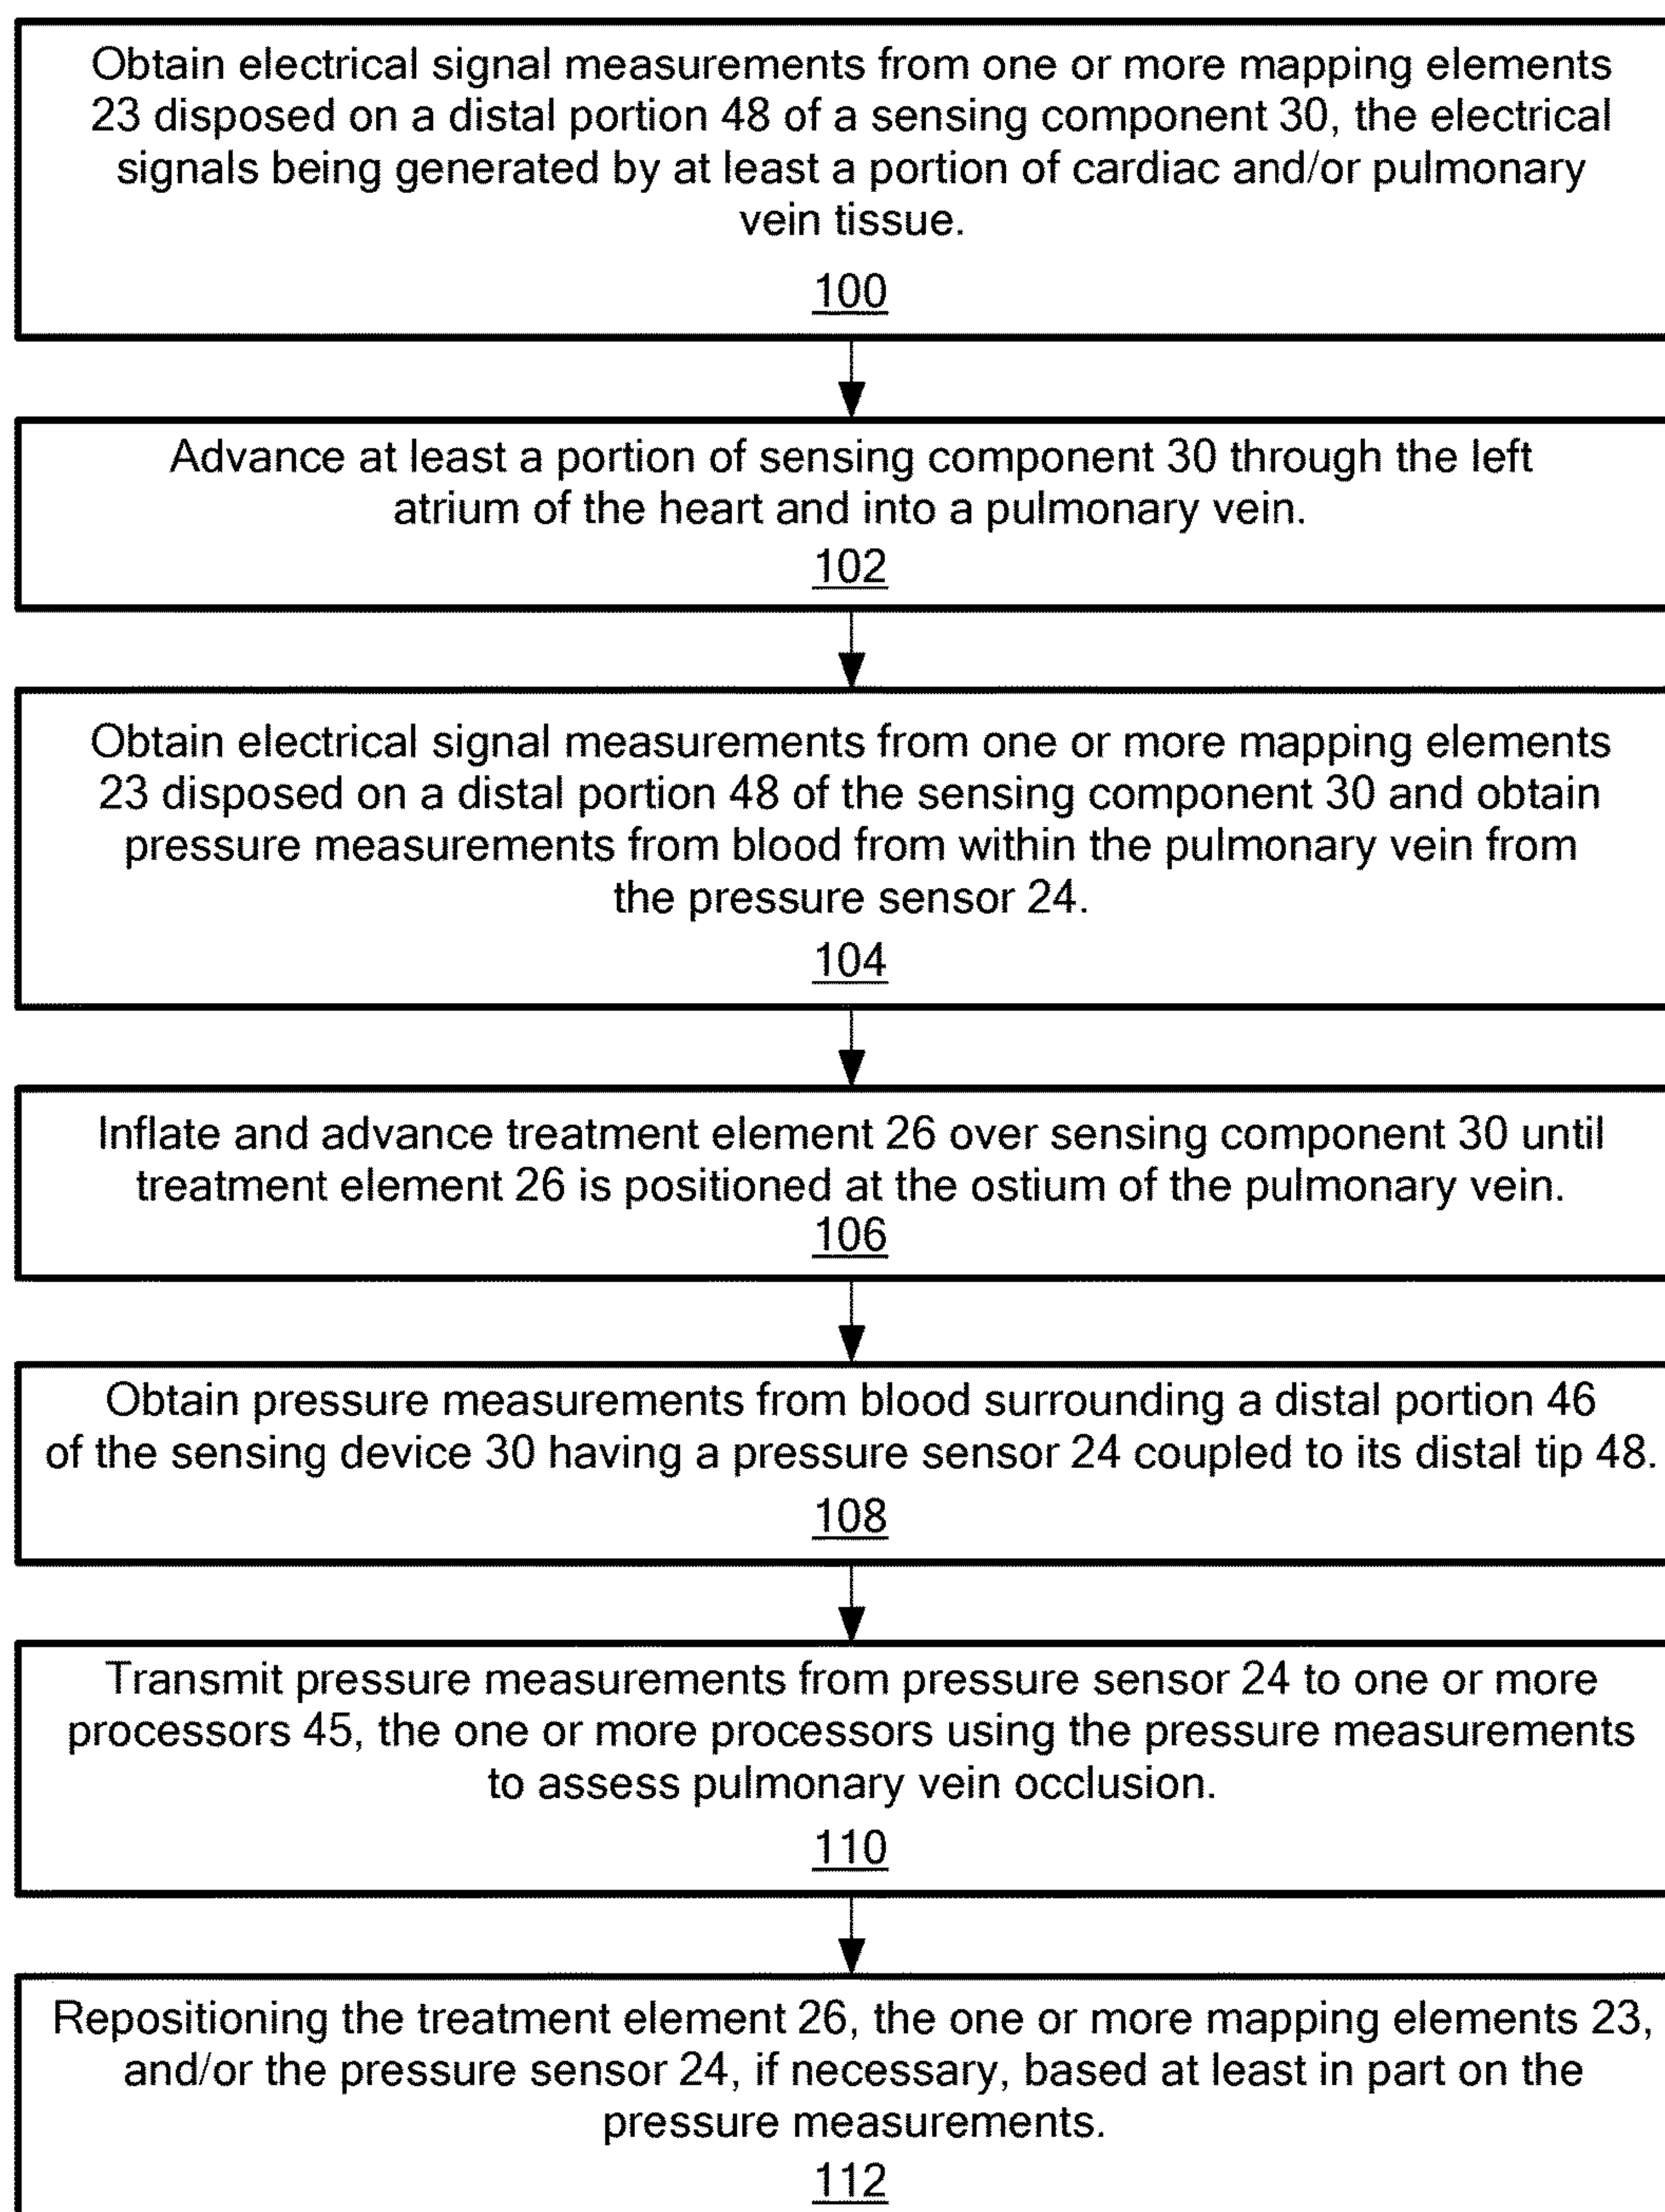 Obtain electrical signal measurements from one or more mapping elements
23 disposed on a distal portion 48 of a sensing component 30, the electrical
signals being generated by at least a portion of cardiac and/or pulmonary
vein tissue.
100
Advance at least a portion of sensing component 30 through the left
atrium of the heart and into a pulmonary vein.
102
Obtain electrical signal measurements from one or more mapping elements
23 disposed on a distal portion 48 of the sensing component 30 and obtain
pressure measurements from blood from within the pulmonary vein from
the pressure sensor 24.
104
Inflate and advance treatment element 26 over sensing component 30 until
treatment element 26 is positioned at the ostium of the pulmonary vein.
106
Obtain pressure measurements from blood surrounding a distal portion 46
of the sensing device 30 having a pressure sensor 24 coupled to its distal tip 48.
108
Transmit pressure measurements from pressure sensor 24 to one or more
processors 45, the one or more processors using the pressure measurements
to assess pulmonary vein occlusion.
110
Repositioning the treatment element 26, the one or more mapping elements 23,
and/or the pressure sensor 24, if necessary, based at least in part on the
pressure measurements.
112